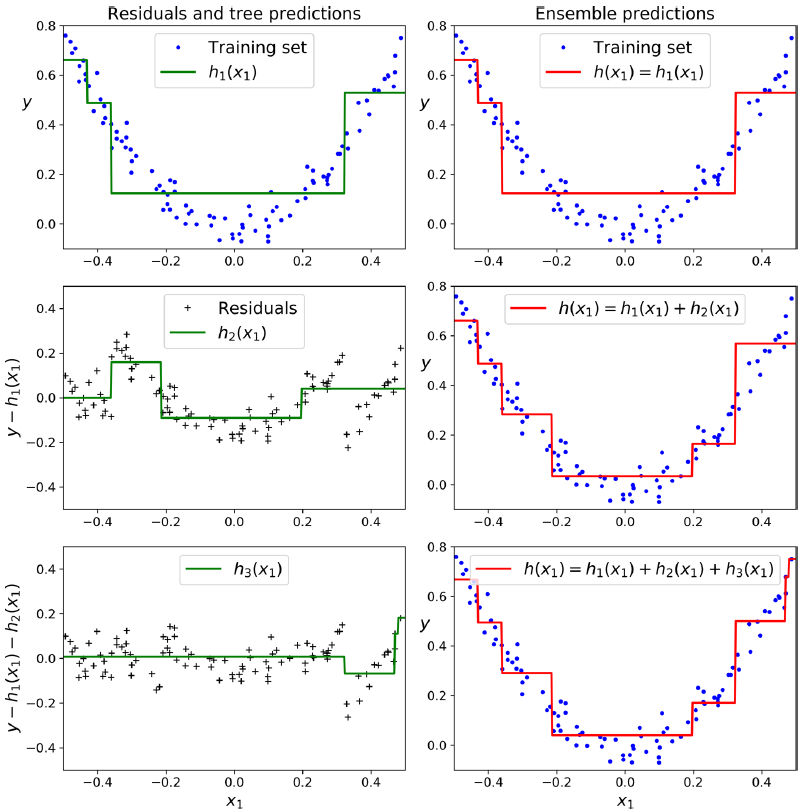 Residuals and tree predictions
Ensemble predictions
0.8
0.6
0.4
0.2
0.0
y
Training set
h₁(x₁)
−0.4 −0.2 0.0 0.2 0.4
0.8
0.6
0.4
0.2
0.0
y
Training set
h(x₁) = h₁(x₁)
−0.4 −0.2 0.0 0.2 0.4
0.4
0.2
0.0
−0.2
−0.4
y − h₁(x₁)
Residuals
h₂(x₁)
−0.4 −0.2 0.0 0.2 0.4
0.8
0.6
0.4
0.2
0.0
y
h(x₁) = h₁(x₁) + h₂(x₁)
−0.4 −0.2 0.0 0.2 0.4
0.4
0.2
0.0
−0.2
−0.4
y − h₁(x₁) − h₂(x₁)
h₃(x₁)
−0.4 −0.2 0.0 0.2 0.4
x₁
0.8
0.6
0.4
0.2
0.0
y
h(x₁) = h₁(x₁) + h₂(x₁) + h₃(x₁)
−0.4 −0.2 0.0 0.2 0.4
x₁